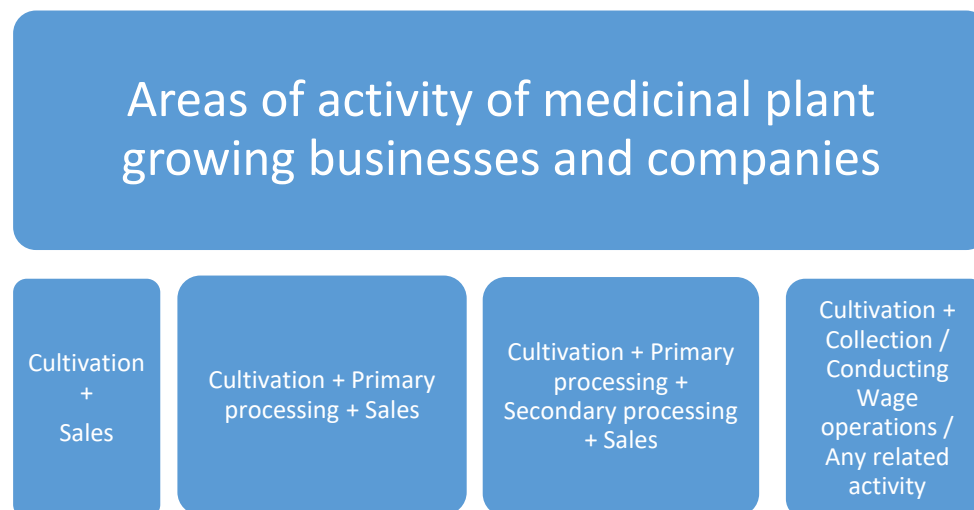 Areas of activity of medicinal plant
growing businesses and companies
Cultivation
+
Sales
Cultivation + Primary
processing + Sales
Cultivation + Primary
processing +
Secondary processing
+ Sales
Cultivation +
Collection /
Conducting
Wage
operations /
Any related
activity